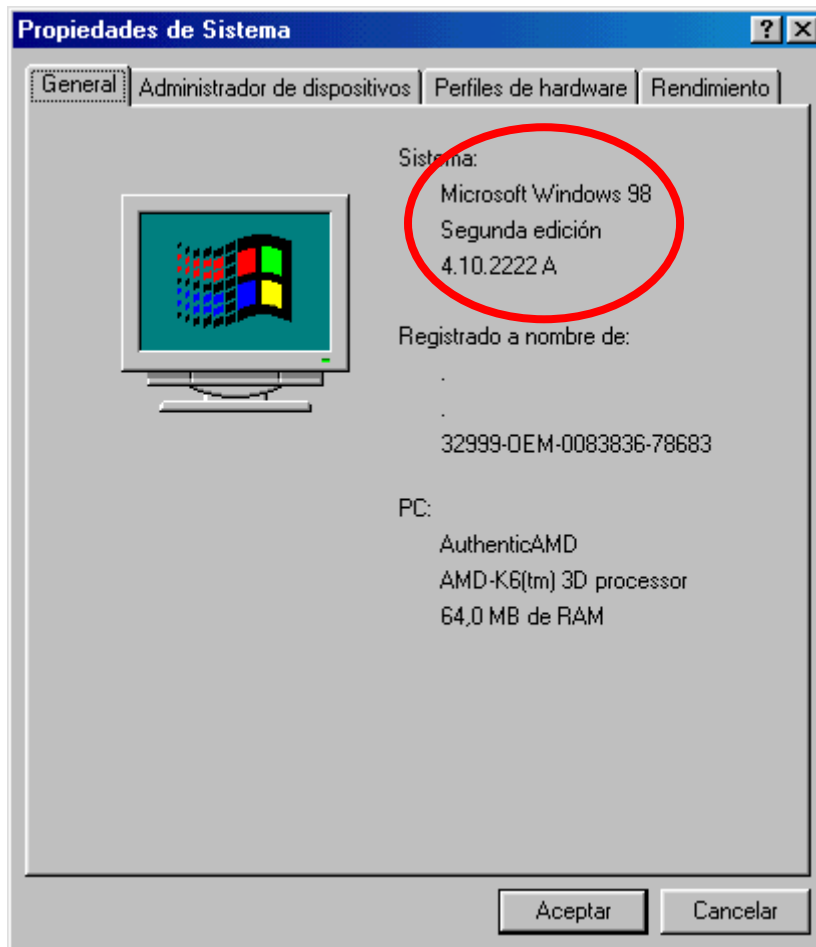 Propiedades de Sistema
General Administrador de dispositivos Perfiles de hardware Rendimiento
Sistema:
Microsoft Windows 98
Segunda edición
4.10.2222 A
Registrado a nombre de:
.
.
32999-OEM-0083836-78683
PC:
AuthenticAMD
AMD-K6(tm) 3D processor
64,0 MB de RAM
Aceptar Cancelar